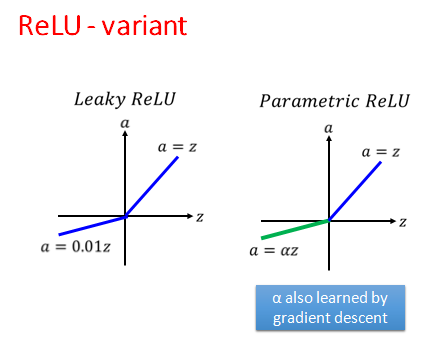 ReLU - variant
Leaky ReLU
a
a = z
z
a = 0.01z
Parametric ReLU
a
a = z
z
a = αz
α also learned by
gradient descent